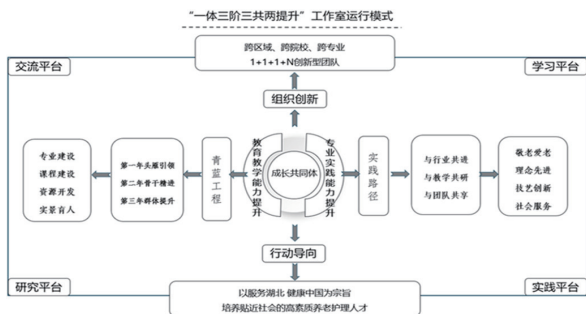 “一体三阶三共两提升”工作室运行模式
跨区域、跨院校、跨专业
1+1+1+N创新型团队
交流平台
学习平台
组织创新
专业建设
课程建设
资源开发
实景育人
第一年头雁引领
第二年骨干精进
第三年群体提升
青蓝工程
教育教学能力提升
成长共同体
专业实践能力提升
实践路径
与行业共进
与教学共研
与团队共享
敬老爱老
理念先进
技艺创新
社会服务
行动导向
研究平台
实践平台
以服务湖北 健康中国为宗旨
培养贴近社会的高素质养老护理人才